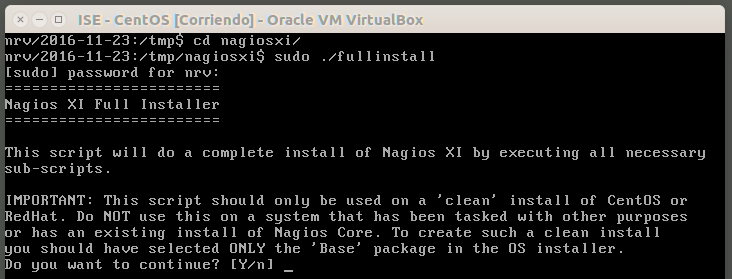 ISE - CentOS [Corriendo] - Oracle VM VirtualBox
nrv/2016-11-23:/tmp$ cd nagiosxi/
nrv/2016-11-23:/tmp/nagiosxi$ sudo ./fullinstall
[sudo] password for nrv:
========================
Nagios XI Full Installer
========================
This script will do a complete install of Nagios XI by executing all necessary
sub-scripts.
IMPORTANT: This script should only be used on a 'clean' install of CentOS or
RedHat. Do NOT use this on a system that has been tasked with other purposes
or has an existing install of Nagios Core. To create such a clean install
you should have selected ONLY the 'Base' package in the OS installer.
Do you want to continue? [Y/n] _